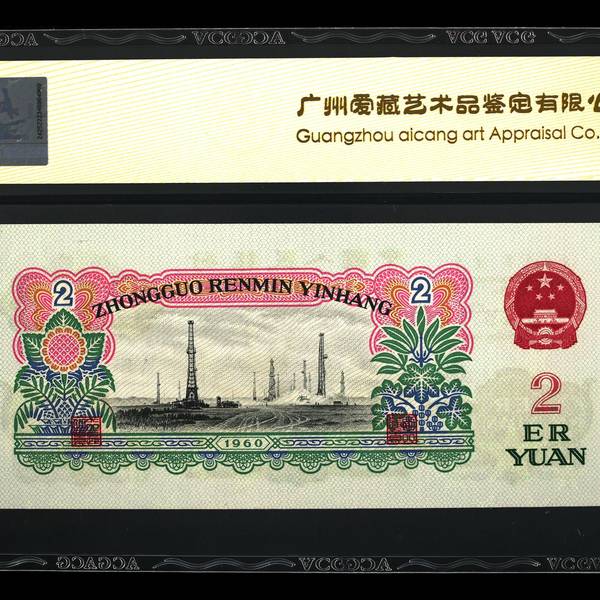 VCGVCG VCG VCG
广州爱藏艺术品鉴定有限公
Guangzhou aicang art Appraisal Co.
2 ZHONGGUO RENMIN YINHANG 2
1960
2
ER
YUAN